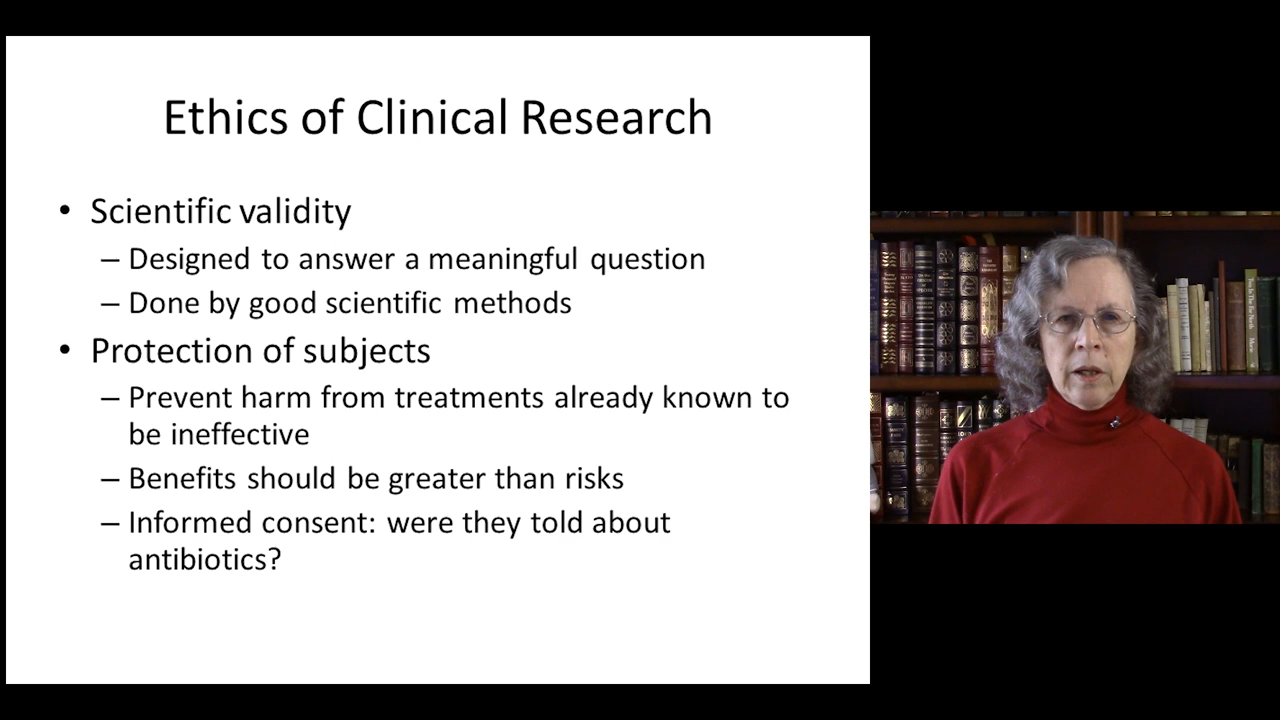 Ethics of Clinical Research
• Scientific validity
– Designed to answer a meaningful question
– Done by good scientific methods
• Protection of subjects
– Prevent harm from treatments already known to
be ineffective
– Benefits should be greater than risks
– Informed consent: were they told about
antibiotics?